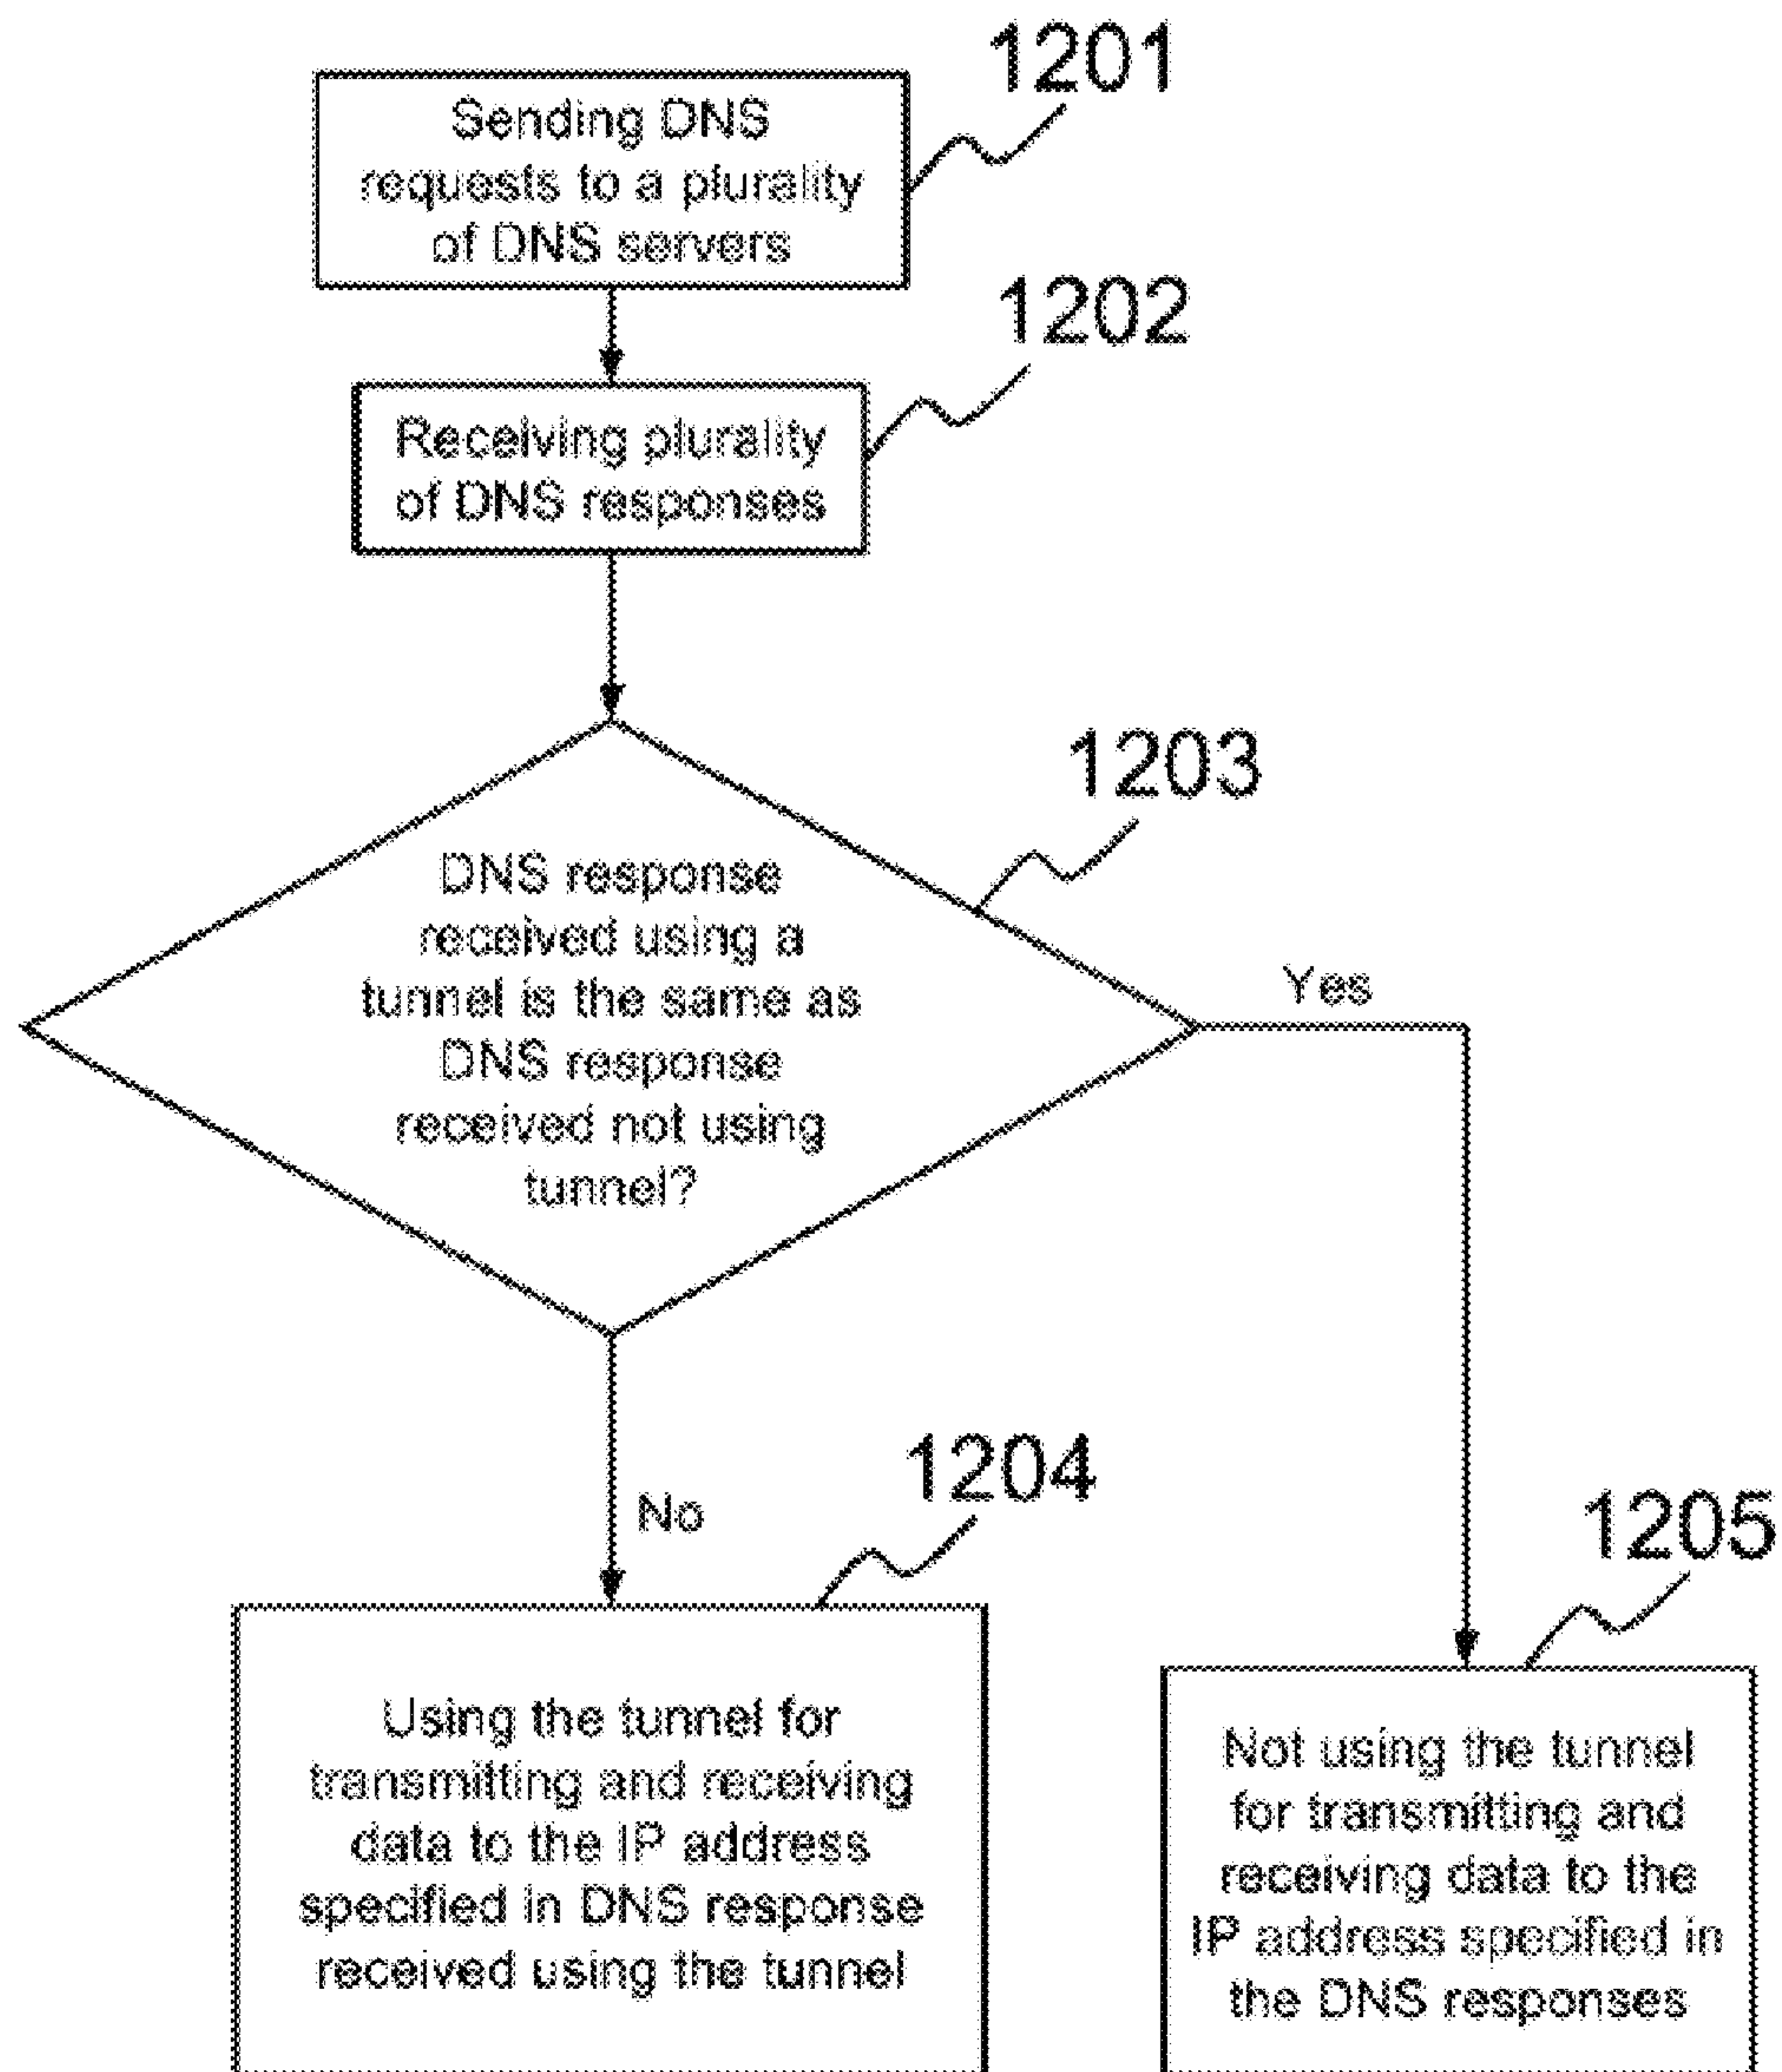 1201
Sending DNS
requests to a plurality
of DNS servers
1202
Receiving plurality
of DNS responses
1203
DNS response
received using a
tunnel is the same as
DNS response
received not using
tunnel?
Yes
No
1204
Using the tunnel for
transmitting and receiving
data to the IP address
specified in DNS response
received using the tunnel
1205
Not using the tunnel
for transmitting and
receiving data to the
IP address specified in
the DNS responses